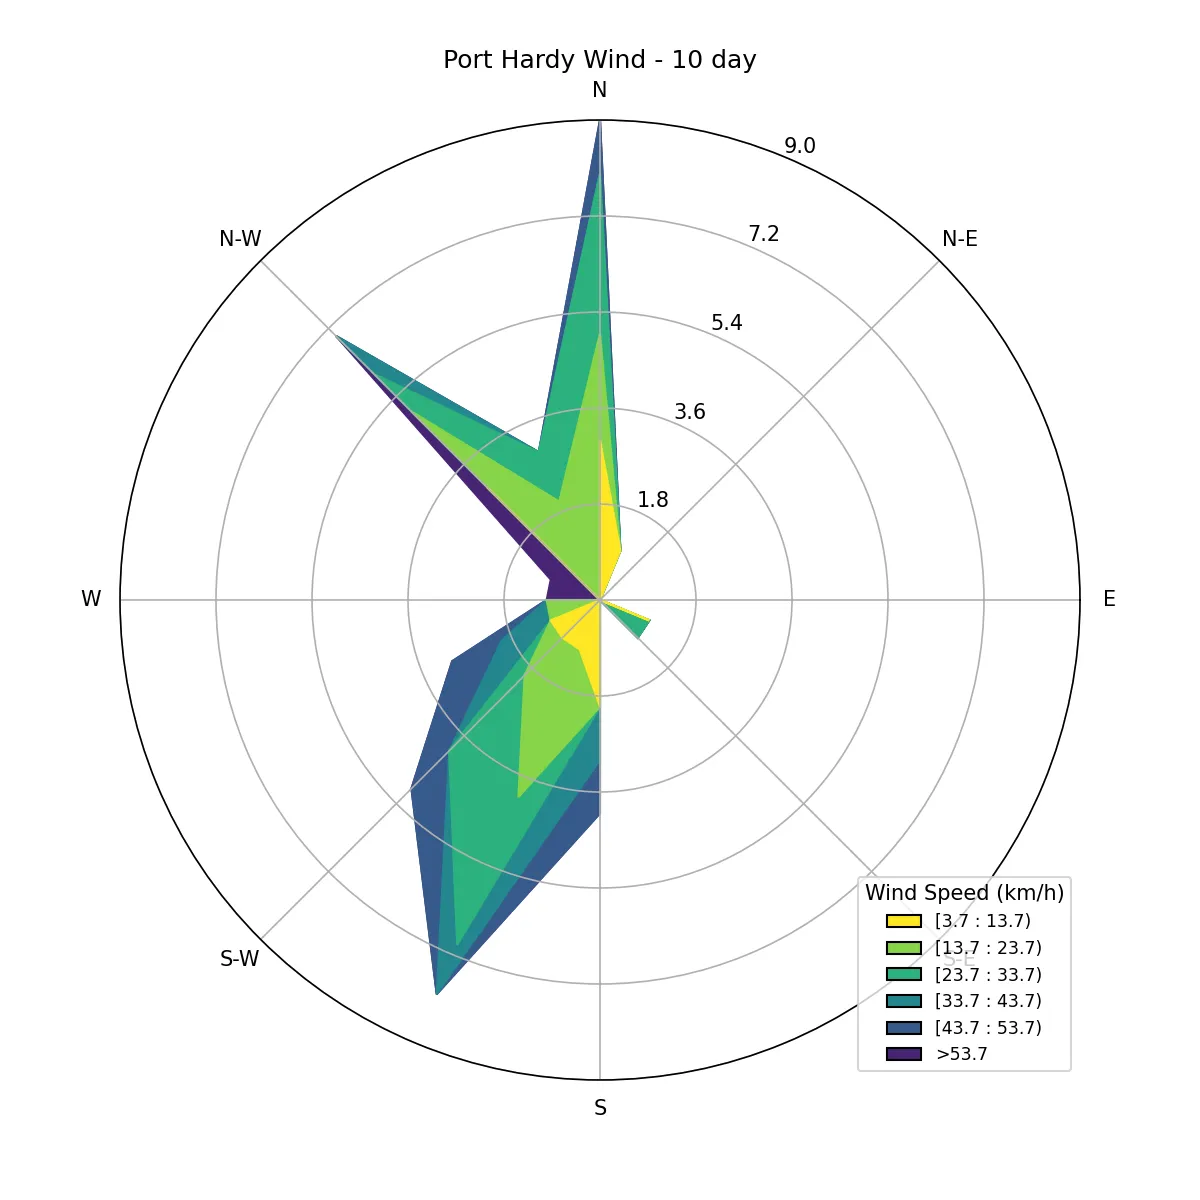 Port Hardy Wind - 10 day
N
9.0
N-W
7.2
N-E
5.4
3.6
1.8
W
E
S-W
S-E
S
Wind Speed (km/h)
[3.7 : 13.7)
[13.7 : 23.7)
[23.7 : 33.7)
[33.7 : 43.7)
[43.7 : 53.7)
>53.7